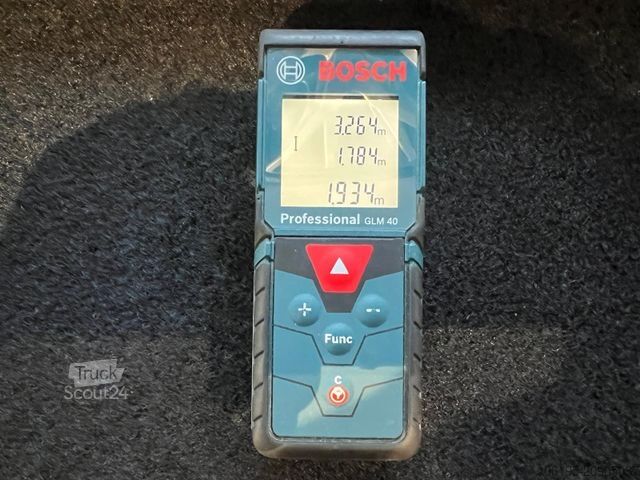 BOSCH
3.264m
1.784m
1.934m
Professional GLM 40
Func
C
Truck
Scout24